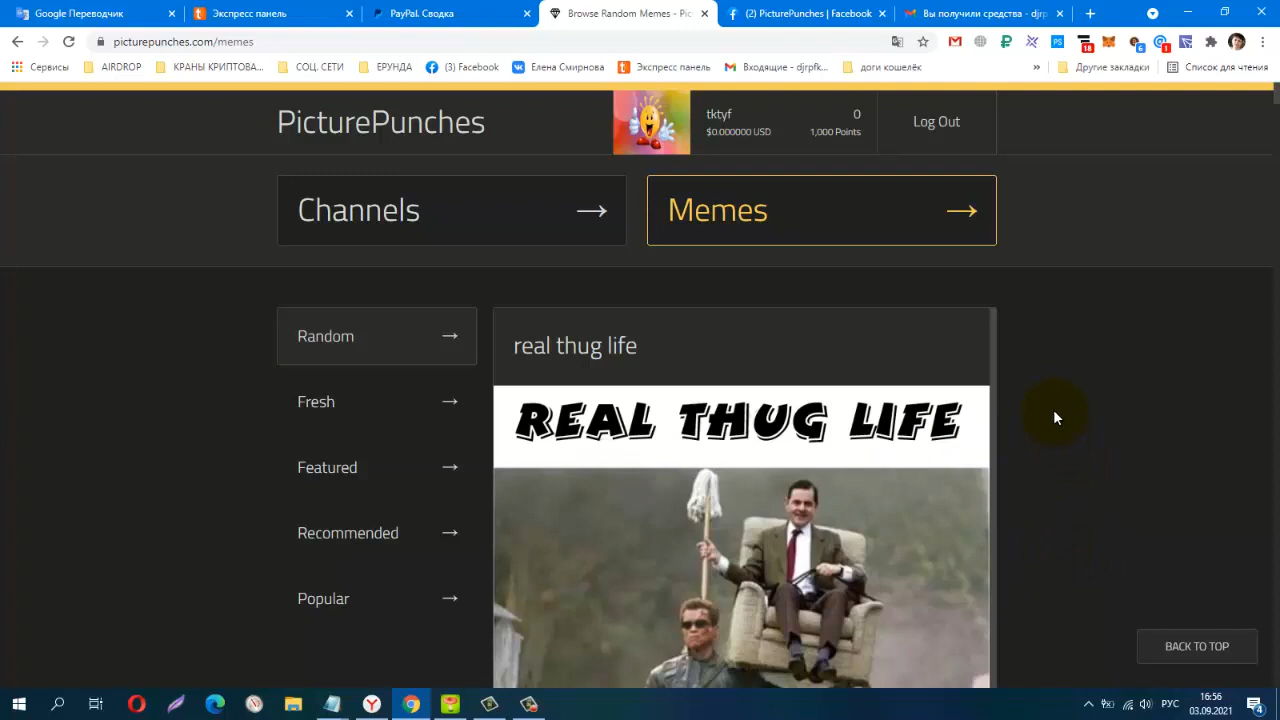 Google Переводчик
Экспресс панель
PayPal. Сводка
Browse Random Memes - Pic
(2) PicturePunches | Facebook
Вы получили средства - djrp
picturepunches.com/memes
Сервисы
AIRDROP
КРАНЫ КРИПТОВА...
СОЦ. СЕТИ
ЕРУНДА
(3) Facebook
Елена Смирнова
Экспресс панель
Входящие - djrpfk...
доги кошелёк
»
Другие закладки
Список для чтения
PicturePunches
tktyf
0
$0.000000 USD
1,000 Points
Log Out
Channels
Memes
Random
Fresh
Featured
Recommended
Popular
real thug life
REAL THUG LIFE
BACK TO TOP
РУС
16:56
03.09.2021